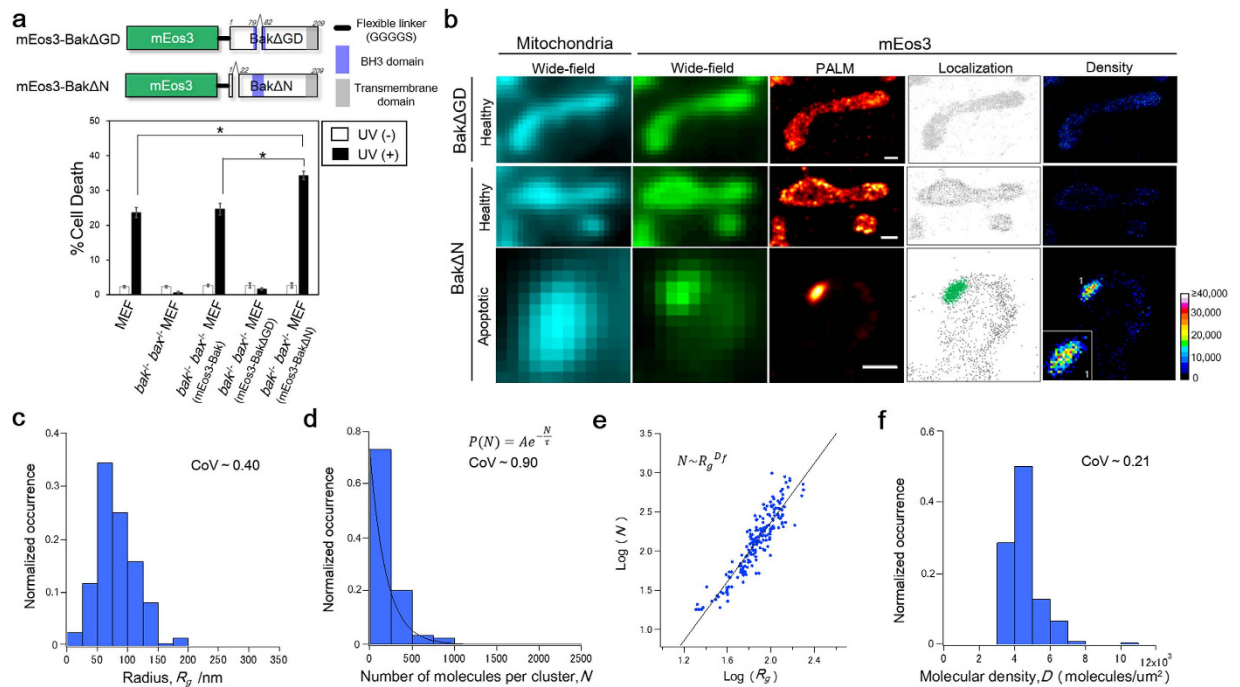 a
mEos3-BakΔGD
mEos3
1
79
82
209
BakΔGD
mEos3-BakΔN
mEos3
1
22
209
BakΔN
Flexible linker
(GGGGS)
BH3 domain
Transmembrane
domain
UV (-)
UV (+)
*
*
% Cell Death
50
40
30
20
10
0
MEF
bak-/- bax-/- MEF
bak-/- bax-/- MEF
(mEos3-Bak)
bak-/- bax-/- MEF
(mEos3-BakΔGD)
bak-/- bax-/- MEF
(mEos3-BakΔN)
b
Mitochondria
mEos3
Wide-field
Wide-field
PALM
Localization
Density
BakΔGD
Healthy
BakΔN
Healthy
Apoptotic
1
1
≥40,000
30,000
20,000
10,000
0
c
Normalized occurrence
0.4
0.3
0.2
0.1
0
CoV ~ 0.40
0 50 100 150 200 250 300 350
Radius, Rg /nm
d
Normalized occurrence
0.8
0.6
0.4
0.2
0.0
P(N) = Ae^-N/τ
CoV ~ 0.90
0 500 1000 1500 2000 2500
Number of molecules per cluster, N
e
N~Rg^Df
Log (N)
3.5
3.0
2.5
2.0
1.5
1.0
1.2 1.6 2.0 2.4
Log (Rg)
f
Normalized occurrence
0.6
0.4
0.2
0
CoV ~ 0.21
0 2 4 6 8 10 12x10³
Molecular density, D (molecules/um²)